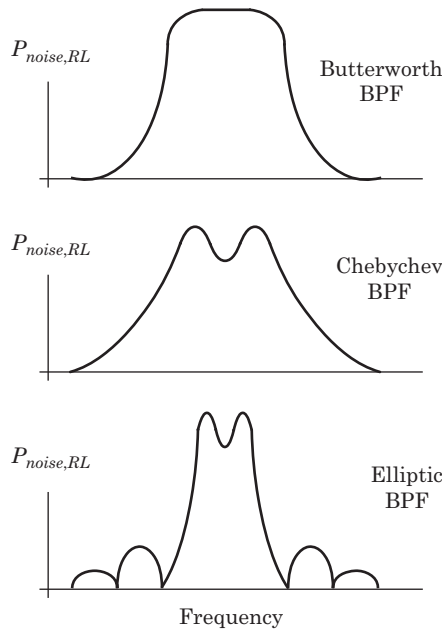 P_noise,RL
Butterworth
BPF
P_noise,RL
Chebychev
BPF
P_noise,RL
Elliptic
BPF
Frequency